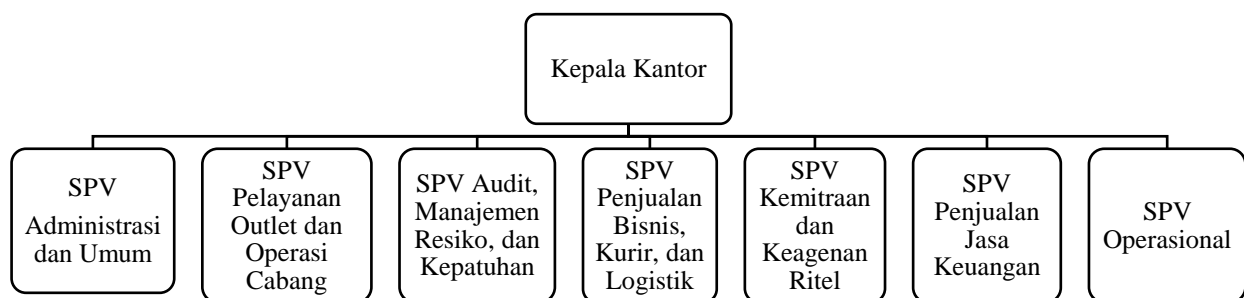 Kepala Kantor
SPV
Administrasi
dan Umum
SPV
Pelayanan
Outlet dan
Operasi
Cabang
SPV Audit,
Manajemen
Resiko, dan
Kepatuhan
SPV
Penjualan
Bisnis,
Kurir, dan
Logistik
SPV
Kemitraan
dan
Keagenan
Ritel
SPV
Penjualan
Jasa
Keuangan
SPV
Operasional